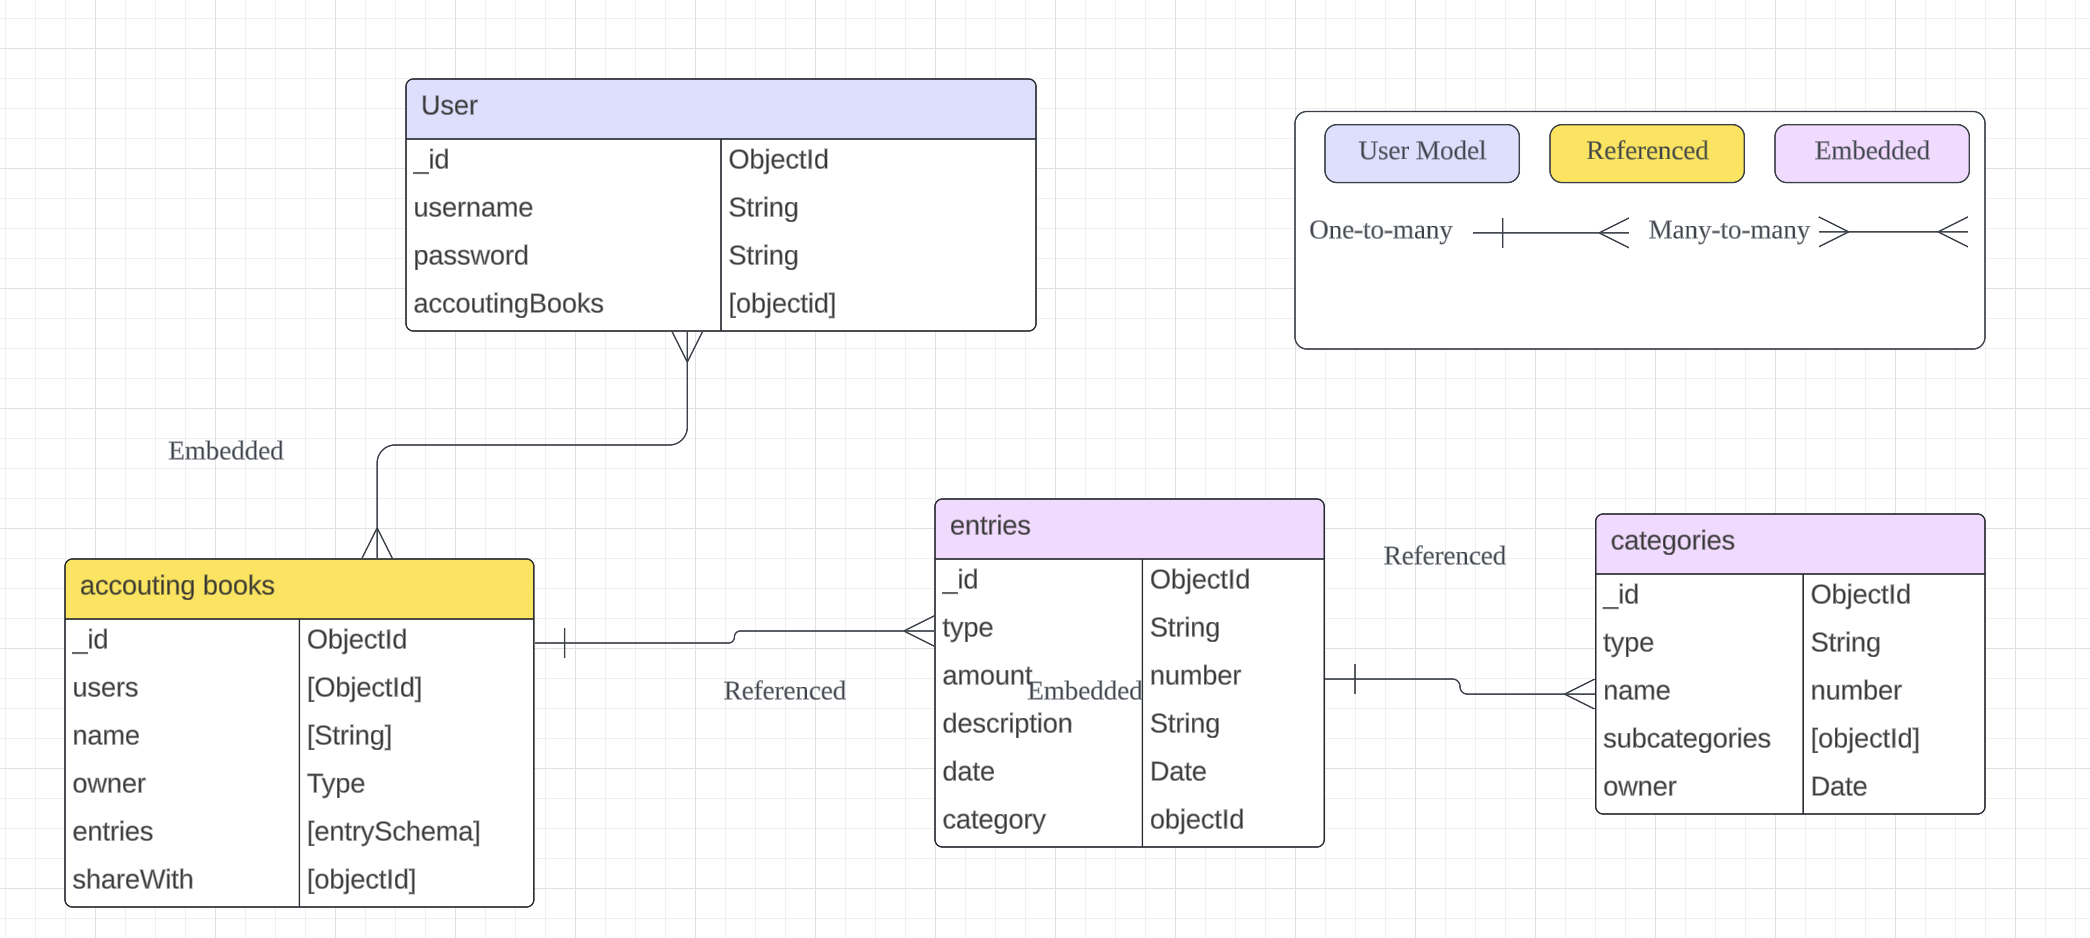 User
_id ObjectId
username String
password String
accoutingBooks [objectid]
User Model Referenced Embedded
One-to-many Many-to-many
Embedded
accouting books
_id ObjectId
users [ObjectId]
name [String]
owner Type
entries [entrySchema]
shareWith [objectId]
Referenced
entries
_id ObjectId
type String
amount number
Embedded
description String
date Date
category objectId
Referenced
categories
_id ObjectId
type String
name number
subcategories [objectId]
owner Date